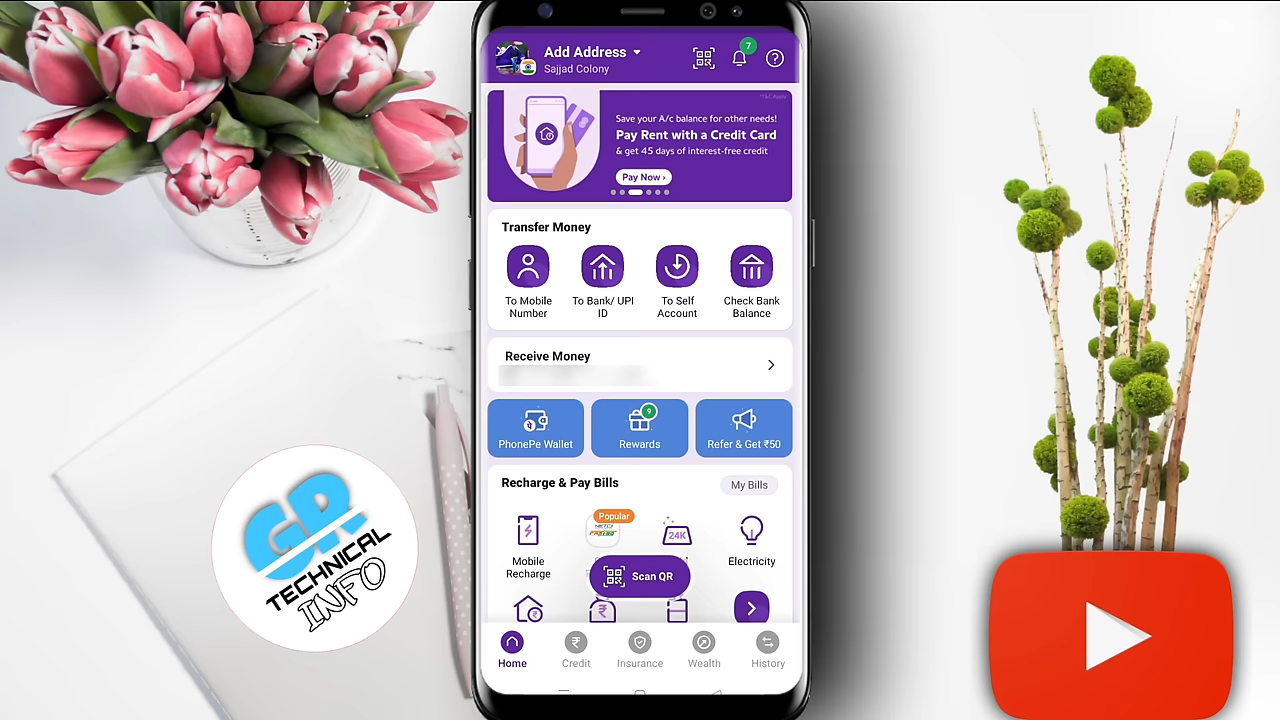 Add Address
Sajjad Colony
7
Save your A/c balance for other needs!
Pay Rent with a Credit Card
& get 45 days of interest-free credit
Pay Now ›
Transfer Money
To Mobile
Number
To Bank/ UPI
ID
To Self
Account
Check Bank
Balance
Receive Money
PhonePe Wallet
9
Rewards
Refer & Get ₹50
Recharge & Pay Bills
My Bills
Popular
24K
Mobile
Recharge
Electricity
Scan QR
Home
Credit
Insurance
Wealth
History
GR
TECHNICAL
INFO